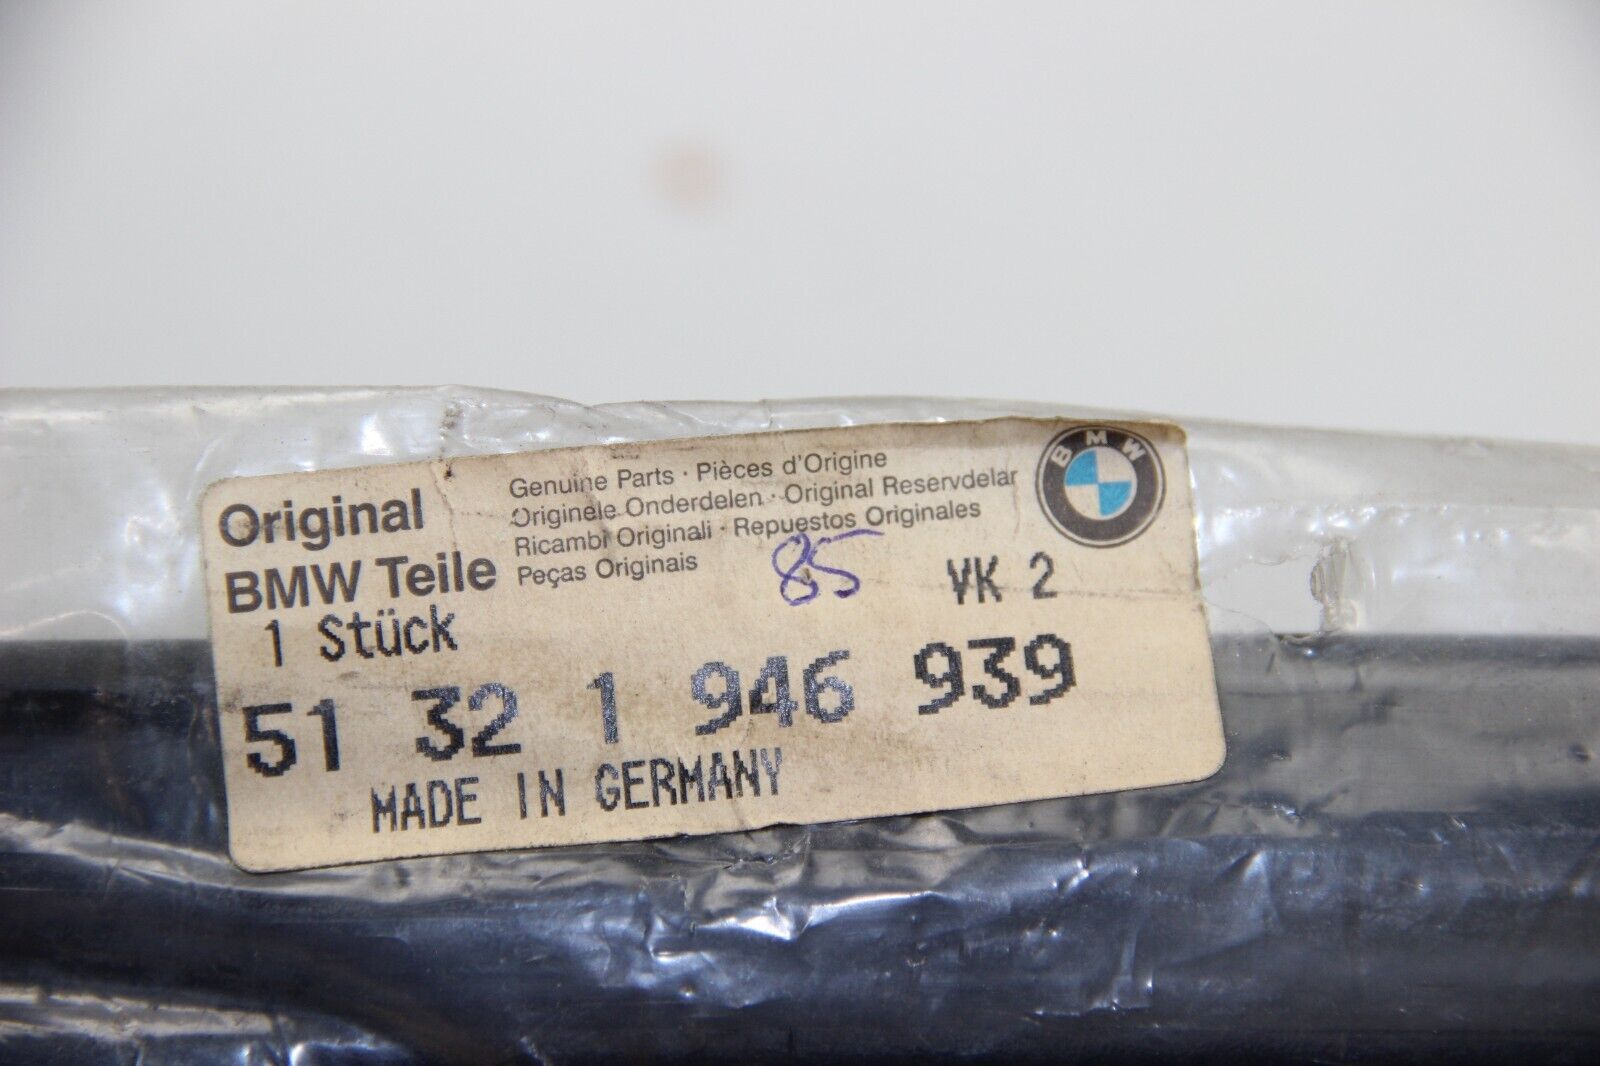 Original
BMW Teile
Genuine Parts · Pièces d'Origine
Originele Onderdelen · Original Reservdelar
Ricambi Originali · Repuestos Originales
Peças Originais
BMW
85
VK 2
1 Stück
51 32 1 946 939
MADE IN GERMANY